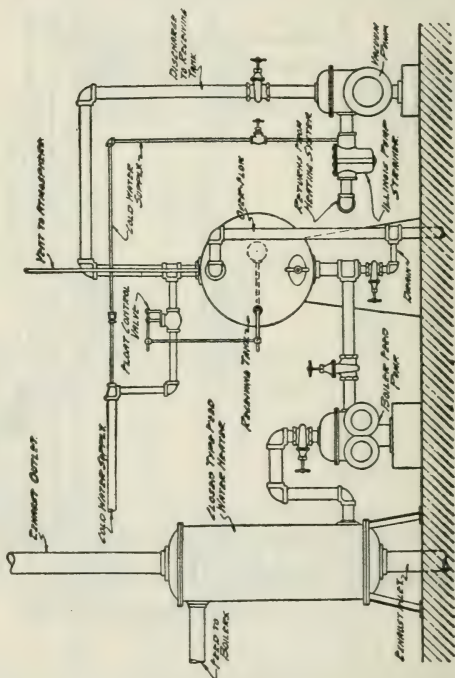 EXHAUST OUTLET
COLD WATER SUPPLY
CLOSED TYPE FEED
WATER HEATER
FEED TO
BOILERS
EXHAUST INLET
FLOAT CONTROL
VALVE
VENT TO ATMOSPHERE
COLD WATER
SUPPLY
DISCHARGE
TO RECEIVING
TANK
RECEIVING TANK
OVERFLOW
BOILER FEED
PUMP
DRAIN
RETURNS FROM
HEATING SYSTEM
ILLINOIS PUMP
STRAINER
VACUUM
PUMP